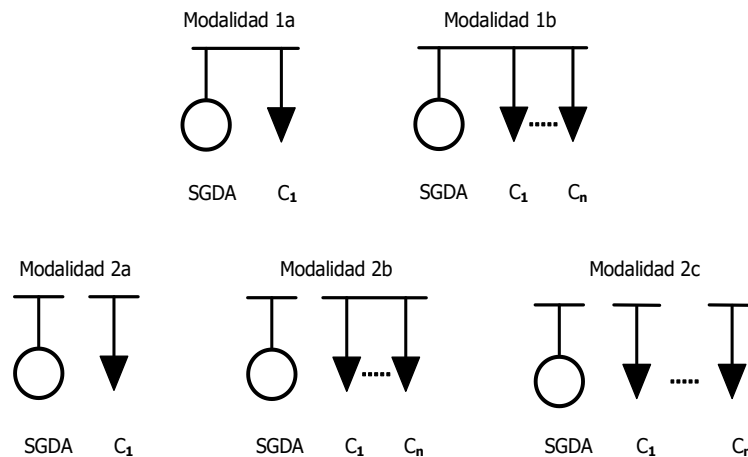 Modalidad 1a Modalidad 1b
SGDA C1 SGDA C1 Cn
Modalidad 2a Modalidad 2b Modalidad 2c
SGDA C1 SGDA C1 Cn SGDA C1 Cn